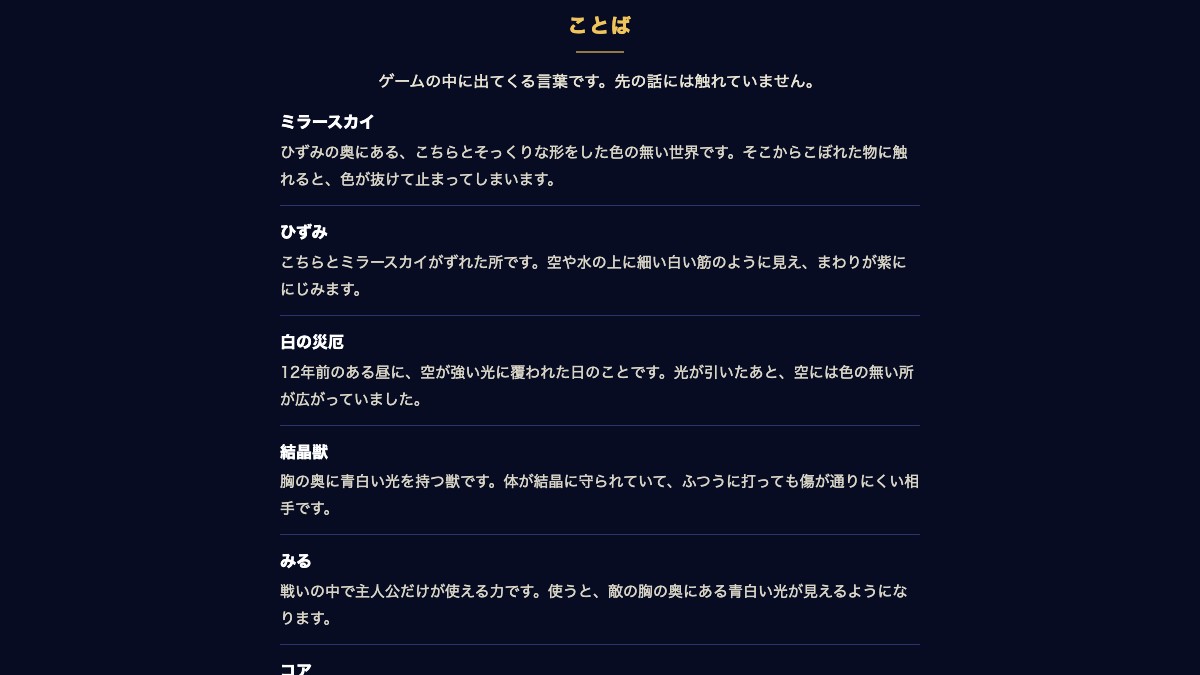 ことば
ゲームの中に出てくる言葉です。先の話には触れていません。
ミラースカイ
ひずみの奥にある、こちらとそっくりな形をした色の無い世界です。そこからこぼれた物に触
れると、色が抜けて止まってしまいます。
ひずみ
こちらとミラースカイがずれた所です。空や水の上に細い白い筋のように見え、まわりが紫に
にじみます。
白の災厄
12年前のある昼に、空が強い光に覆われた日のことです。光が引いたあと、空には色の無い所
が広がっていました。
結晶獣
胸の奥に青白い光を持つ獣です。体が結晶に守られていて、ふつうに打っても傷が通りにくい相
手です。
みる
戦いの中で主人公だけが使える力です。使うと、敵の胸の奥にある青白い光が見えるようにな
ります。
コア